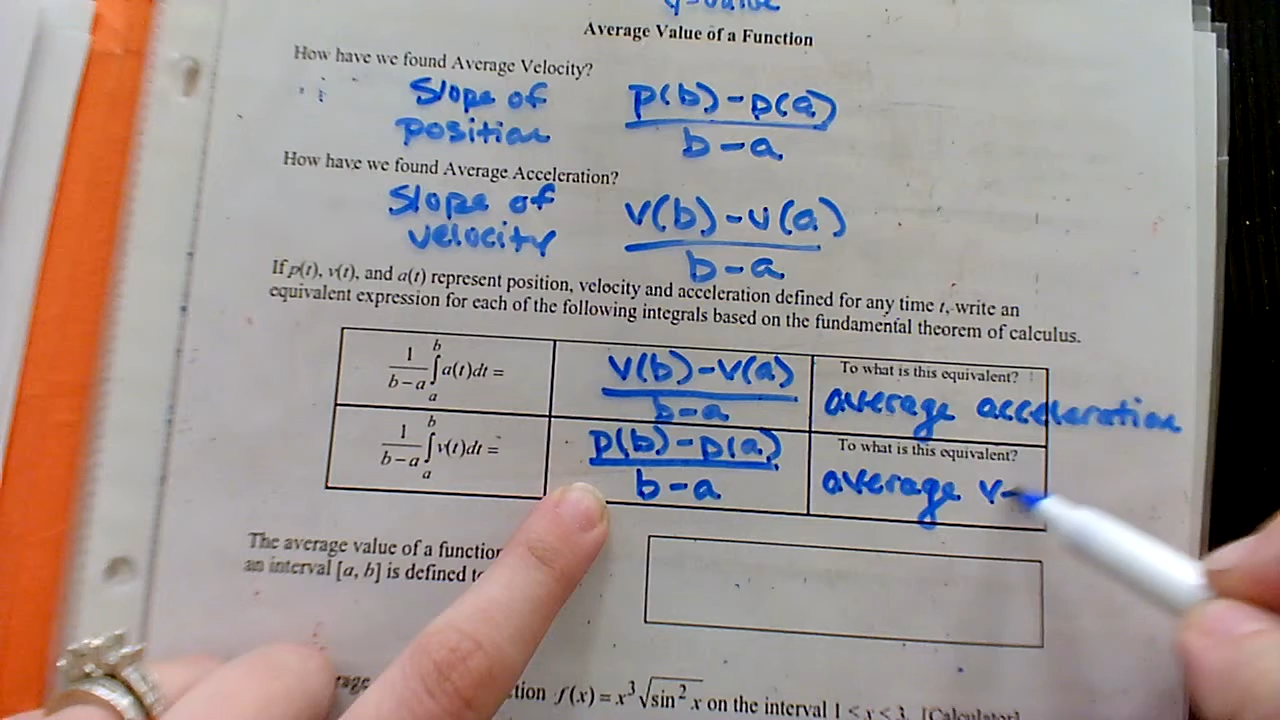 y-value
Average Value of a Function
How have we found Average Velocity?
Slope of position
p(b)-p(a)
b-a
How have we found Average Acceleration?
Slope of velocity
v(b)-v(a)
b-a
If p(t), v(t), and a(t) represent position, velocity and acceleration defined for any time t, write an
equivalent expression for each of the following integrals based on the fundamental theorem of calculus.
1/(b-a) ∫_a^b a(t)dt =
v(b)-v(a)
b-a
To what is this equivalent?
average acceleration
1/(b-a) ∫_a^b v(t)dt =
p(b)-p(a)
b-a
To what is this equivalent?
average v
The average value of a function
an interval [a, b] is defined
f(x) = x³√(sin² x) on the interval 1 ≤ x ≤ 3. [Calculator]